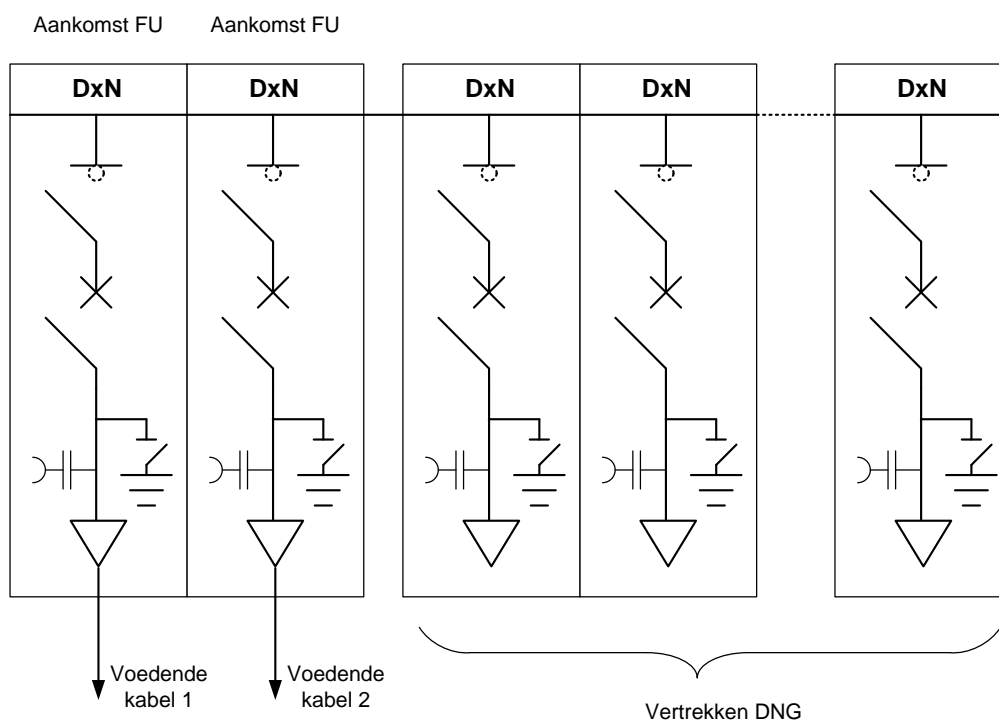 Aankomst FU
Aankomst FU
DxN
DxN
DxN
DxN
DxN
Voedende
kabel 1
Voedende
kabel 2
Vertrekken DNG